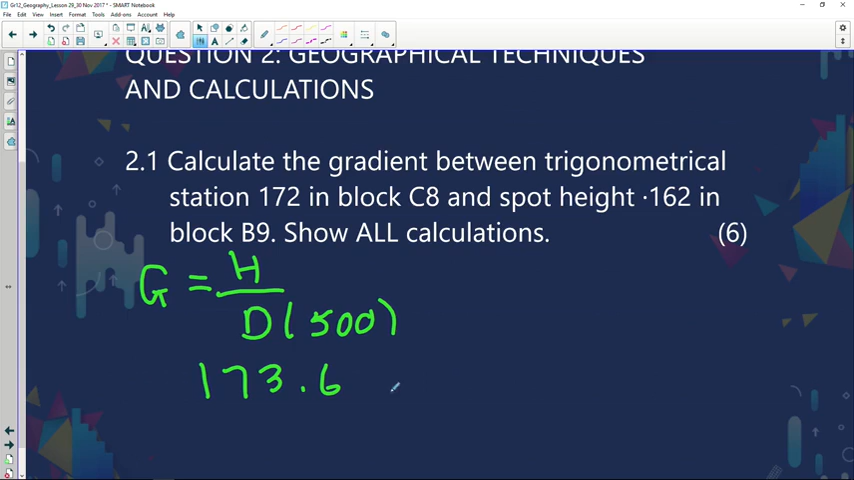 Gr12_Geography_Lesson 29_30 Nov 2017 * - SMART Notebook
File Edit View Insert Format Tools Add-ons Account Help
QUESTION 2: GEOGRAPHICAL TECHNIQUES
AND CALCULATIONS
2.1 Calculate the gradient between trigonometrical
station 172 in block C8 and spot height ·162 in
block B9. Show ALL calculations. (6)
G = H
D(500)
173.6